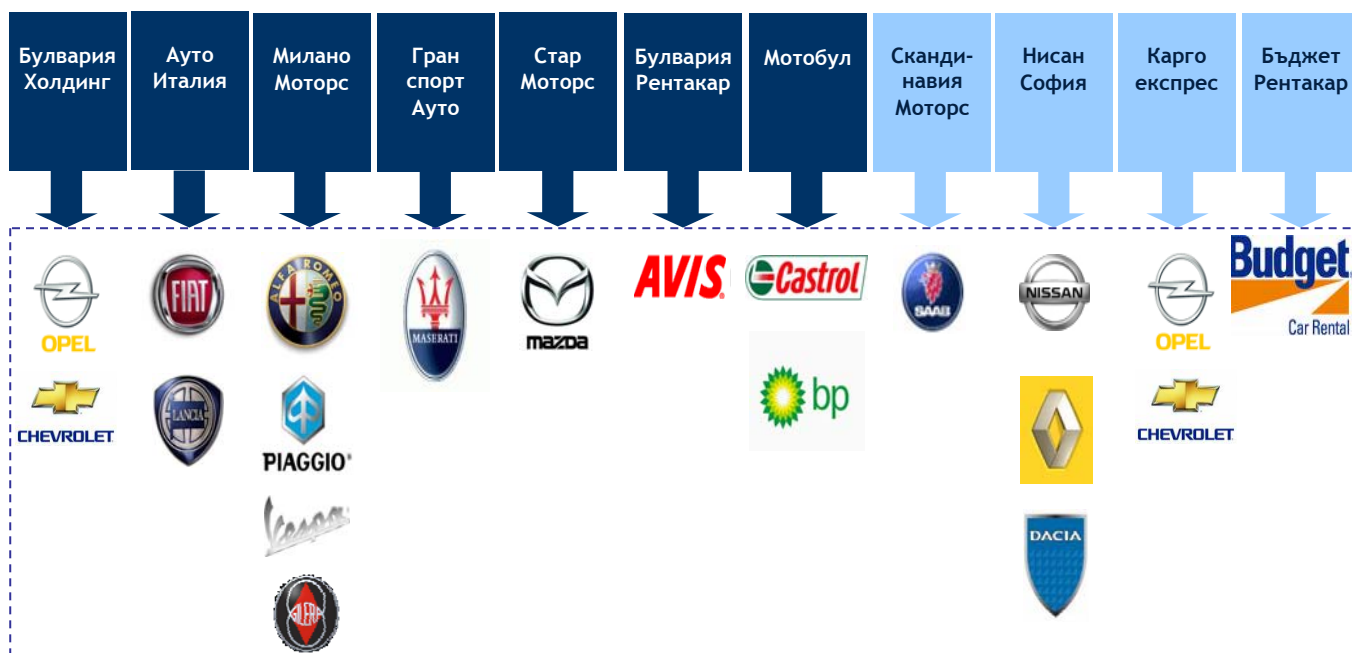 Булвария
Холдинг
Ауто
Италия
Милано
Моторс
Гран
спорт
Ауто
Стар
Моторс
Булвария
Рентакар
Мотобул
Сканди-
навия
Моторс
Нисан
София
Карго
експрес
Бъджет
Рентакар
OPEL
CHEVROLET
FIAT
LANCIA
ALFA ROMEO
PIAGGIO®
Vespa
GILERA
MASERATI
mazda
AVIS®
Castrol
bp
SAAB
NISSAN
DACIA
OPEL
CHEVROLET
Budget
Car Rental